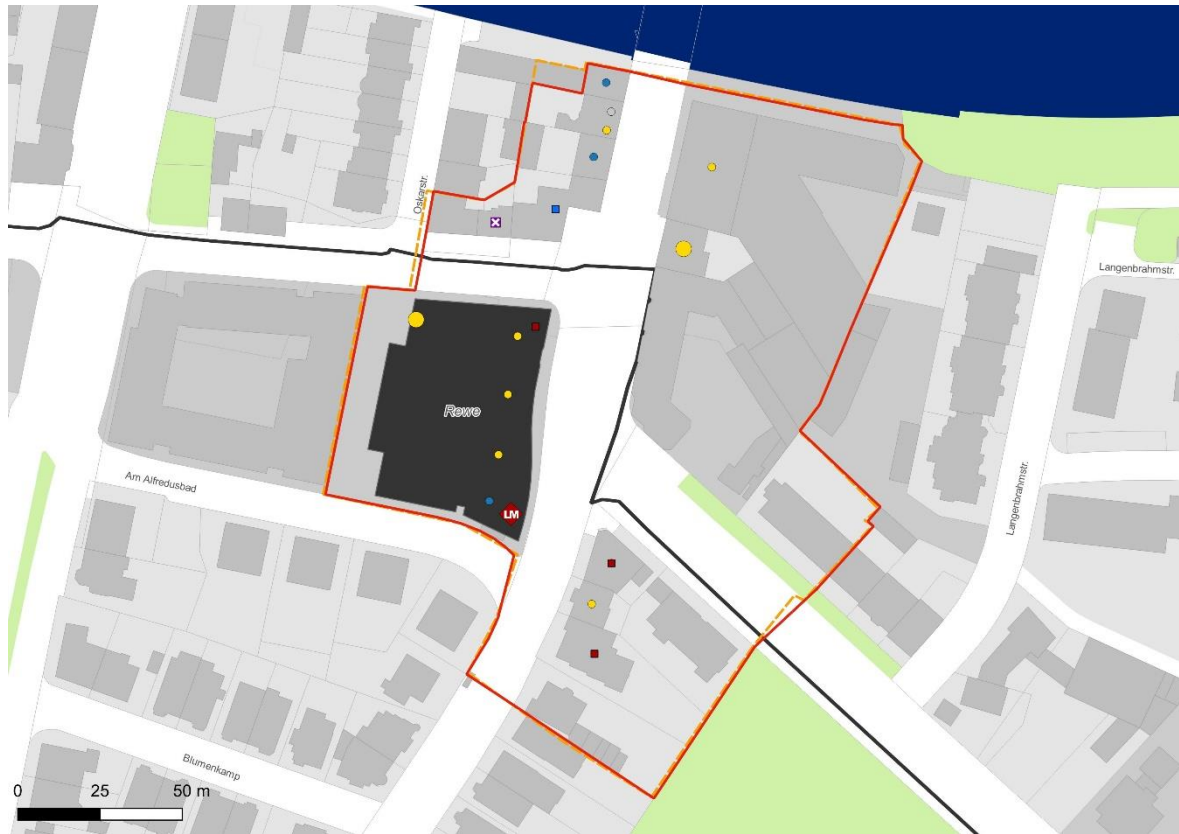 Oskarstr.
Langenbrahmstr.
Rewe
Am Alfredusbad
LM
Langenbrahmstr.
Blumenkamp
0 25 50 m